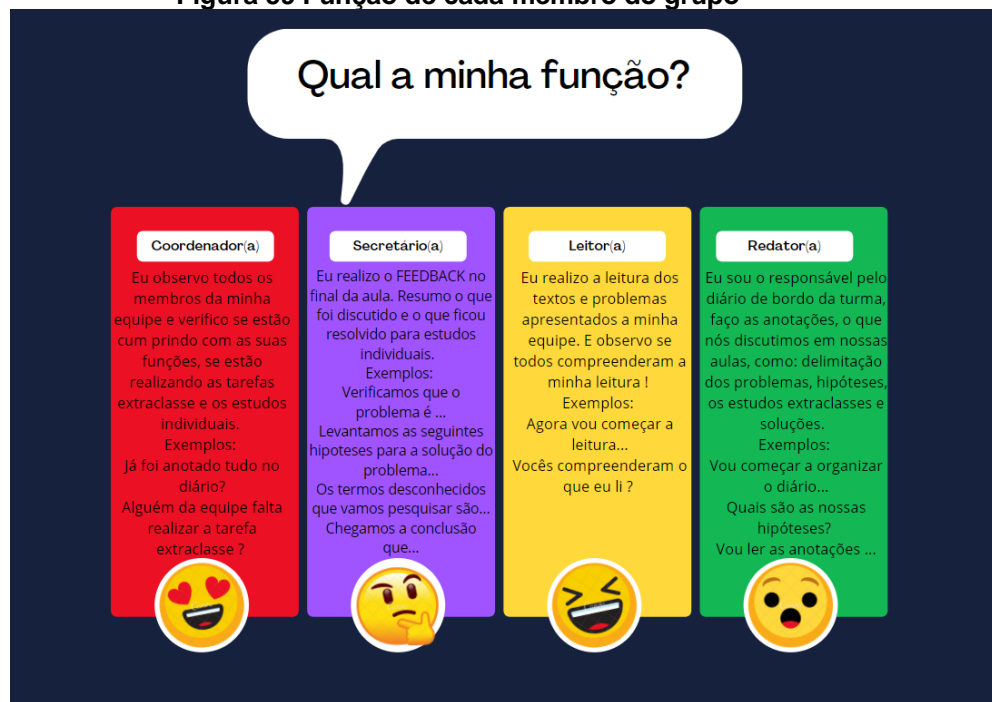 Função de cada membro do grupo
Qual a minha função?
Coordenador(a)
Eu observo todos os
membros da minha
equipe e verifico se estão
cum prindo com as suas
funções, se estão
realizando as tarefas
extraclasse e os estudos
individuais.
Exemplos:
Já foi anotado tudo no
diário?
Alguém da equipe falta
realizar a tarefa
extraclasse ?
Secretário(a)
Eu realizo o FEEDBACK no
final da aula. Resumo o que
foi discutido e o que ficou
resolvido para estudos
individuais.
Exemplos:
Verificamos que o
problema é ...
Levantamos as seguintes
hipoteses para a solução do
problema...
Os termos desconhecidos
que vamos pesquisar são...
Chegamos a conclusão
que...
Leitor(a)
Eu realizo a leitura dos
textos e problemas
apresentados a minha
equipe. E observo se
todos compreenderam a
minha leitura !
Exemplos:
Agora vou começar a
leitura...
Vocês compreenderam o
que eu li ?
Redator(a)
Eu sou o responsável pelo
diário de bordo da turma,
faço as anotações, o que
nós discutimos em nossas
aulas, como: delimitação
dos problemas, hipóteses,
os estudos extraclasses e
soluções.
Exemplos:
Vou começar a organizar
o diário...
Quais são as nossas
hipóteses?
Vou ler as anotações ...